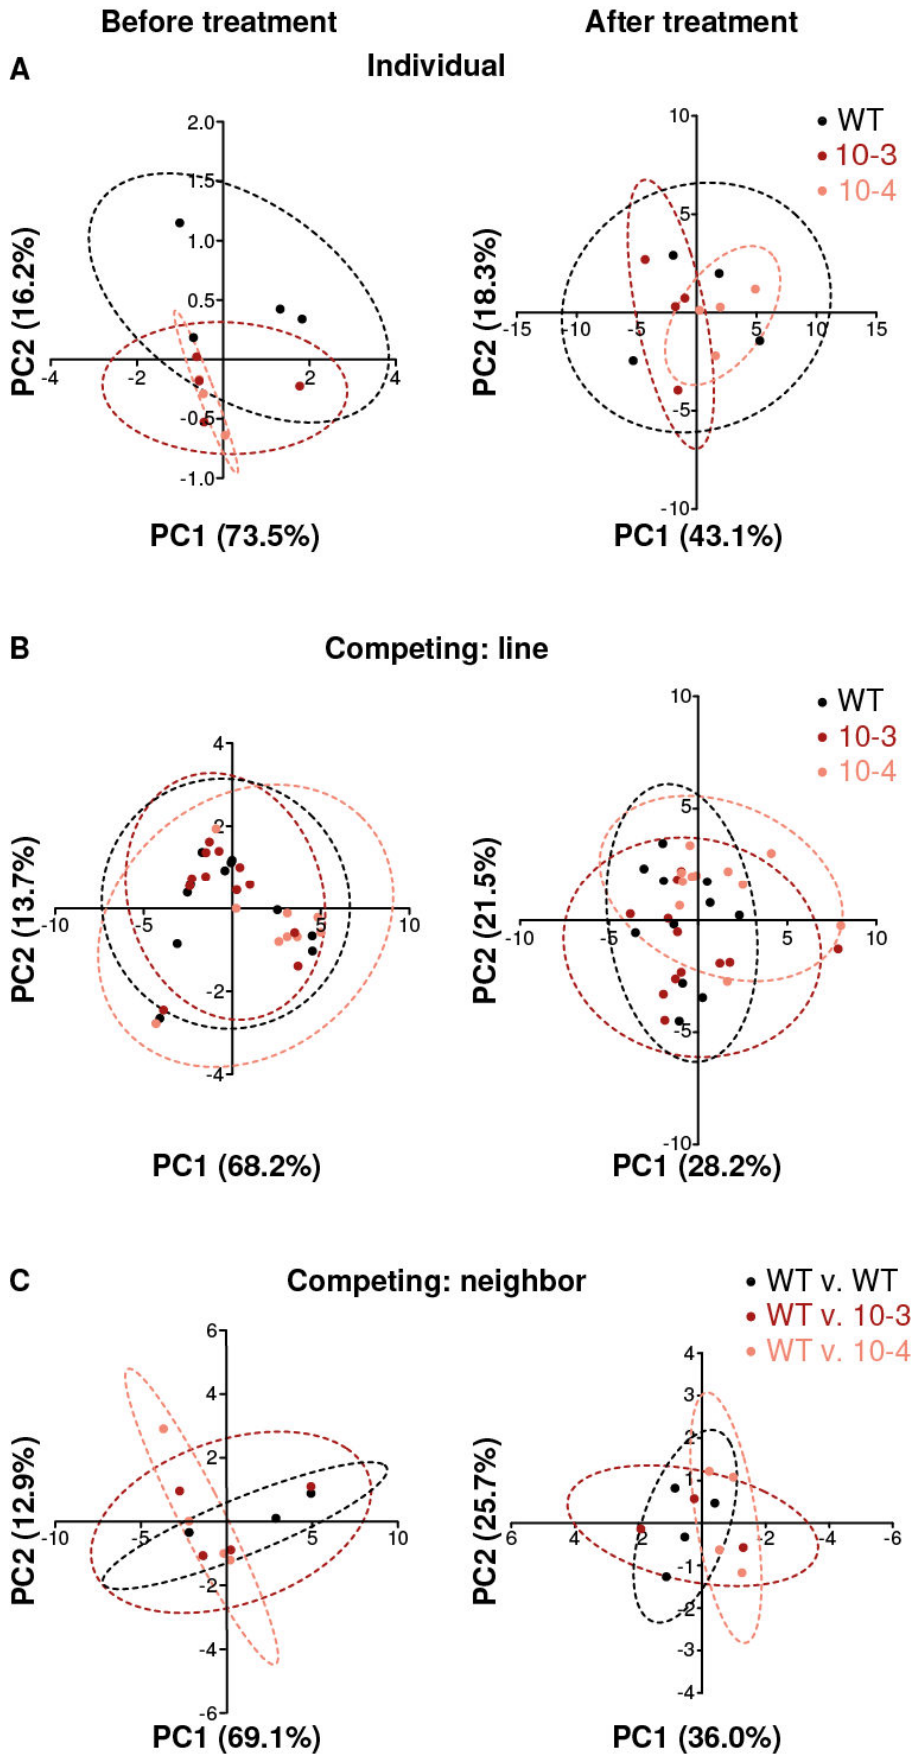 Before treatment
After treatment
A
Individual
2.0
1.5
1.0
0.5
-4
-2
2
4
-0.5
-1.0
PC2 (16.2%)
PC1 (73.5%)
10
5
-15
-10
-5
5
10
15
-5
-10
WT
10-3
10-4
PC2 (18.3%)
PC1 (43.1%)
B
Competing: line
4
2
-10
-5
5
10
-2
-4
PC2 (13.7%)
PC1 (68.2%)
10
5
-10
-5
5
10
-5
-10
WT
10-3
10-4
PC2 (21.5%)
PC1 (28.2%)
C
Competing: neighbor
6
4
2
-10
-5
5
10
-2
-4
-6
PC2 (12.9%)
PC1 (69.1%)
WT v. WT
WT v. 10-3
WT v. 10-4
4
3
2
1
6
4
2
-2
-4
-6
-1
-2
-3
-4
PC2 (25.7%)
PC1 (36.0%)